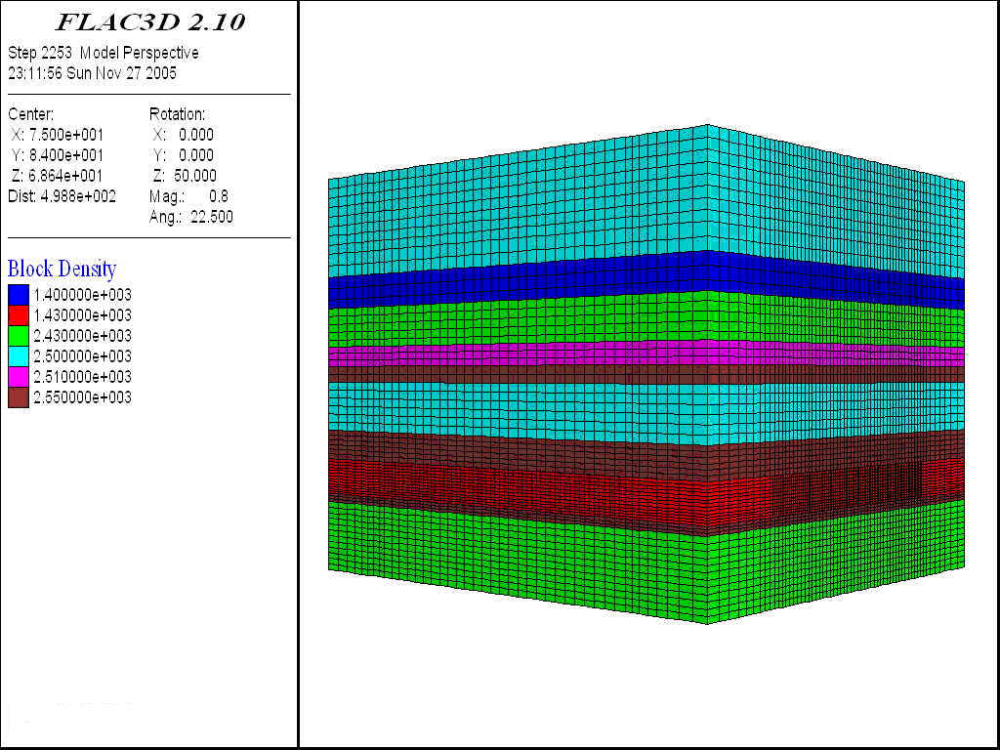 FLAC3D 2.10
Step 2253 Model Perspective
23:11:56 Sun Nov 27 2005
Center:
X: 7.500e+001
Y: 8.400e+001
Z: 6.864e+001
Dist: 4.988e+002
Rotation:
X: 0.000
Y: 0.000
Z: 50.000
Mag.: 0.8
Ang.: 22.500
Block Density
1.400000e+003
1.430000e+003
2.430000e+003
2.500000e+003
2.510000e+003
2.550000e+003